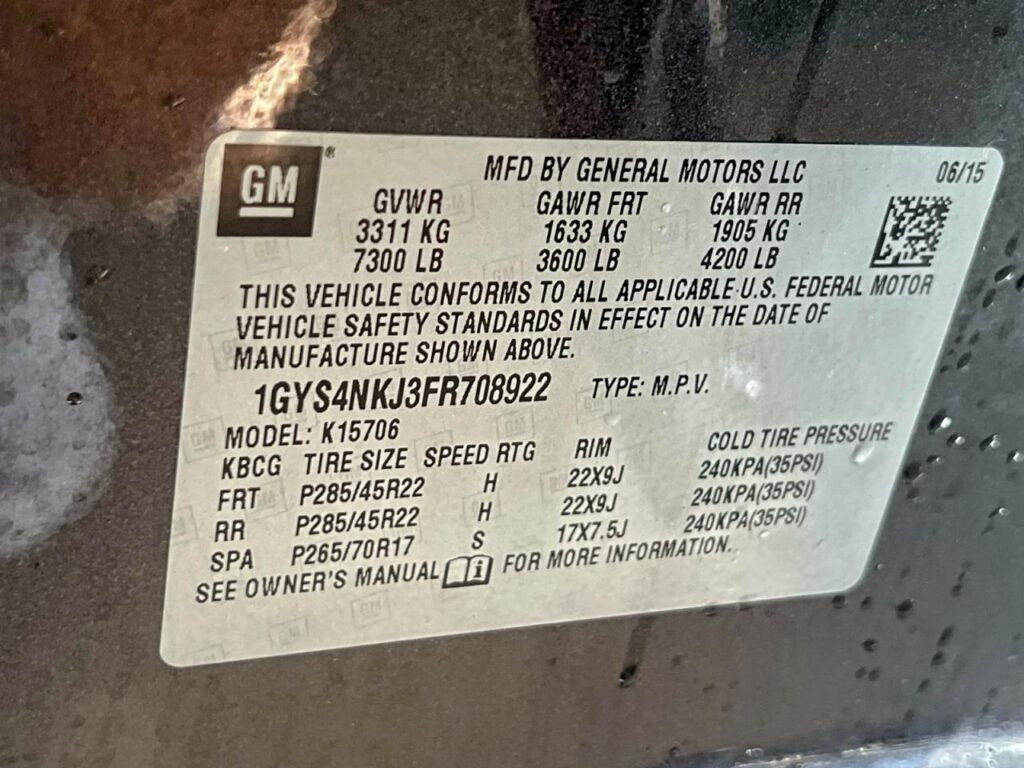 GM ® MFD BY GENERAL MOTORS LLC 06/15
GVWR GAWR FRT GAWR RR
3311 KG 1633 KG 1905 KG
7300 LB 3600 LB 4200 LB
THIS VEHICLE CONFORMS TO ALL APPLICABLE U.S. FEDERAL MOTOR
VEHICLE SAFETY STANDARDS IN EFFECT ON THE DATE OF
MANUFACTURE SHOWN ABOVE.
1GYS4NKJ3FR708922 TYPE: M.P.V.
MODEL: K15706
KBCG TIRE SIZE SPEED RTG RIM COLD TIRE PRESSURE
FRT P285/45R22 H 22X9J 240KPA(35PSI)
RR P285/45R22 H 22X9J 240KPA(35PSI)
SPA P265/70R17 S 17X7.5J 240KPA(35PSI)
SEE OWNER'S MANUAL i FOR MORE INFORMATION.